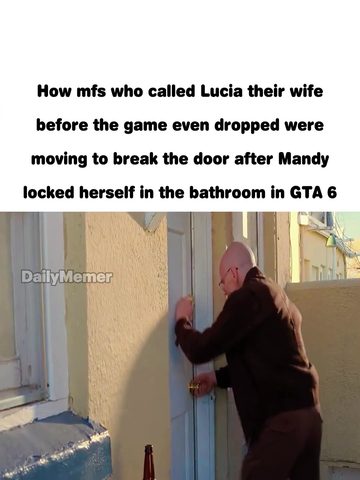 How mfs who called Lucia their wife
before the game even dropped were
moving to break the door after Mandy
locked herself in the bathroom in GTA 6
DailyMemer